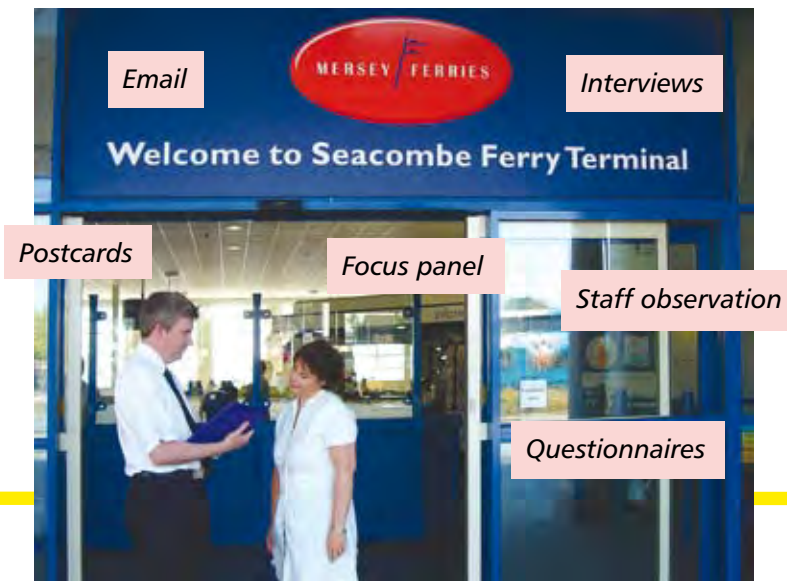 Email
MERSEY FERRIES
Interviews
Welcome to Seacombe Ferry Terminal
Postcards
Focus panel
Staff observation
Questionnaires